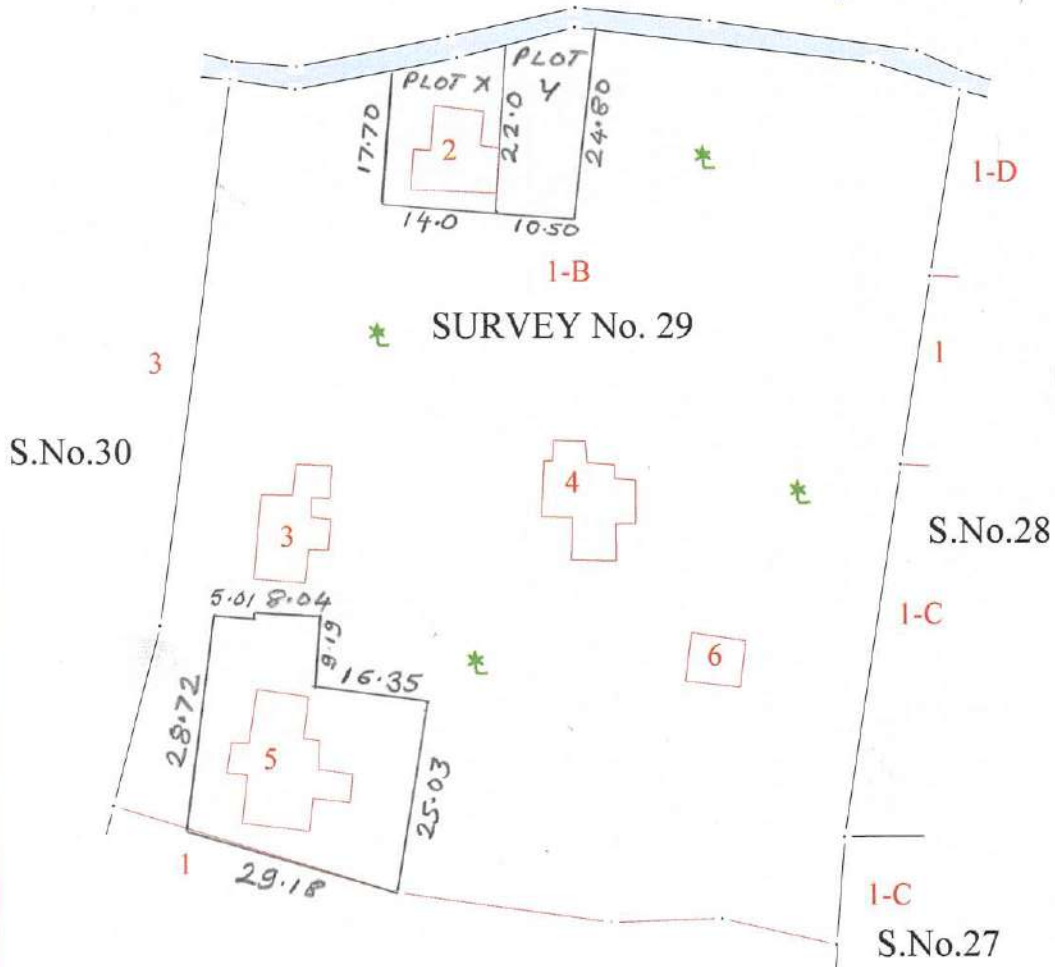 PLOT X
PLOT
Y
17.70
2
22.0
24.80
14.0
10.50
1-D
1-B
SURVEY No. 29
3
1
S.No.30
4
3
S.No.28
5.01
8.04
9.19
1-C
16.35
6
28.72
5
25.03
1
29.18
1-C
S.No.27